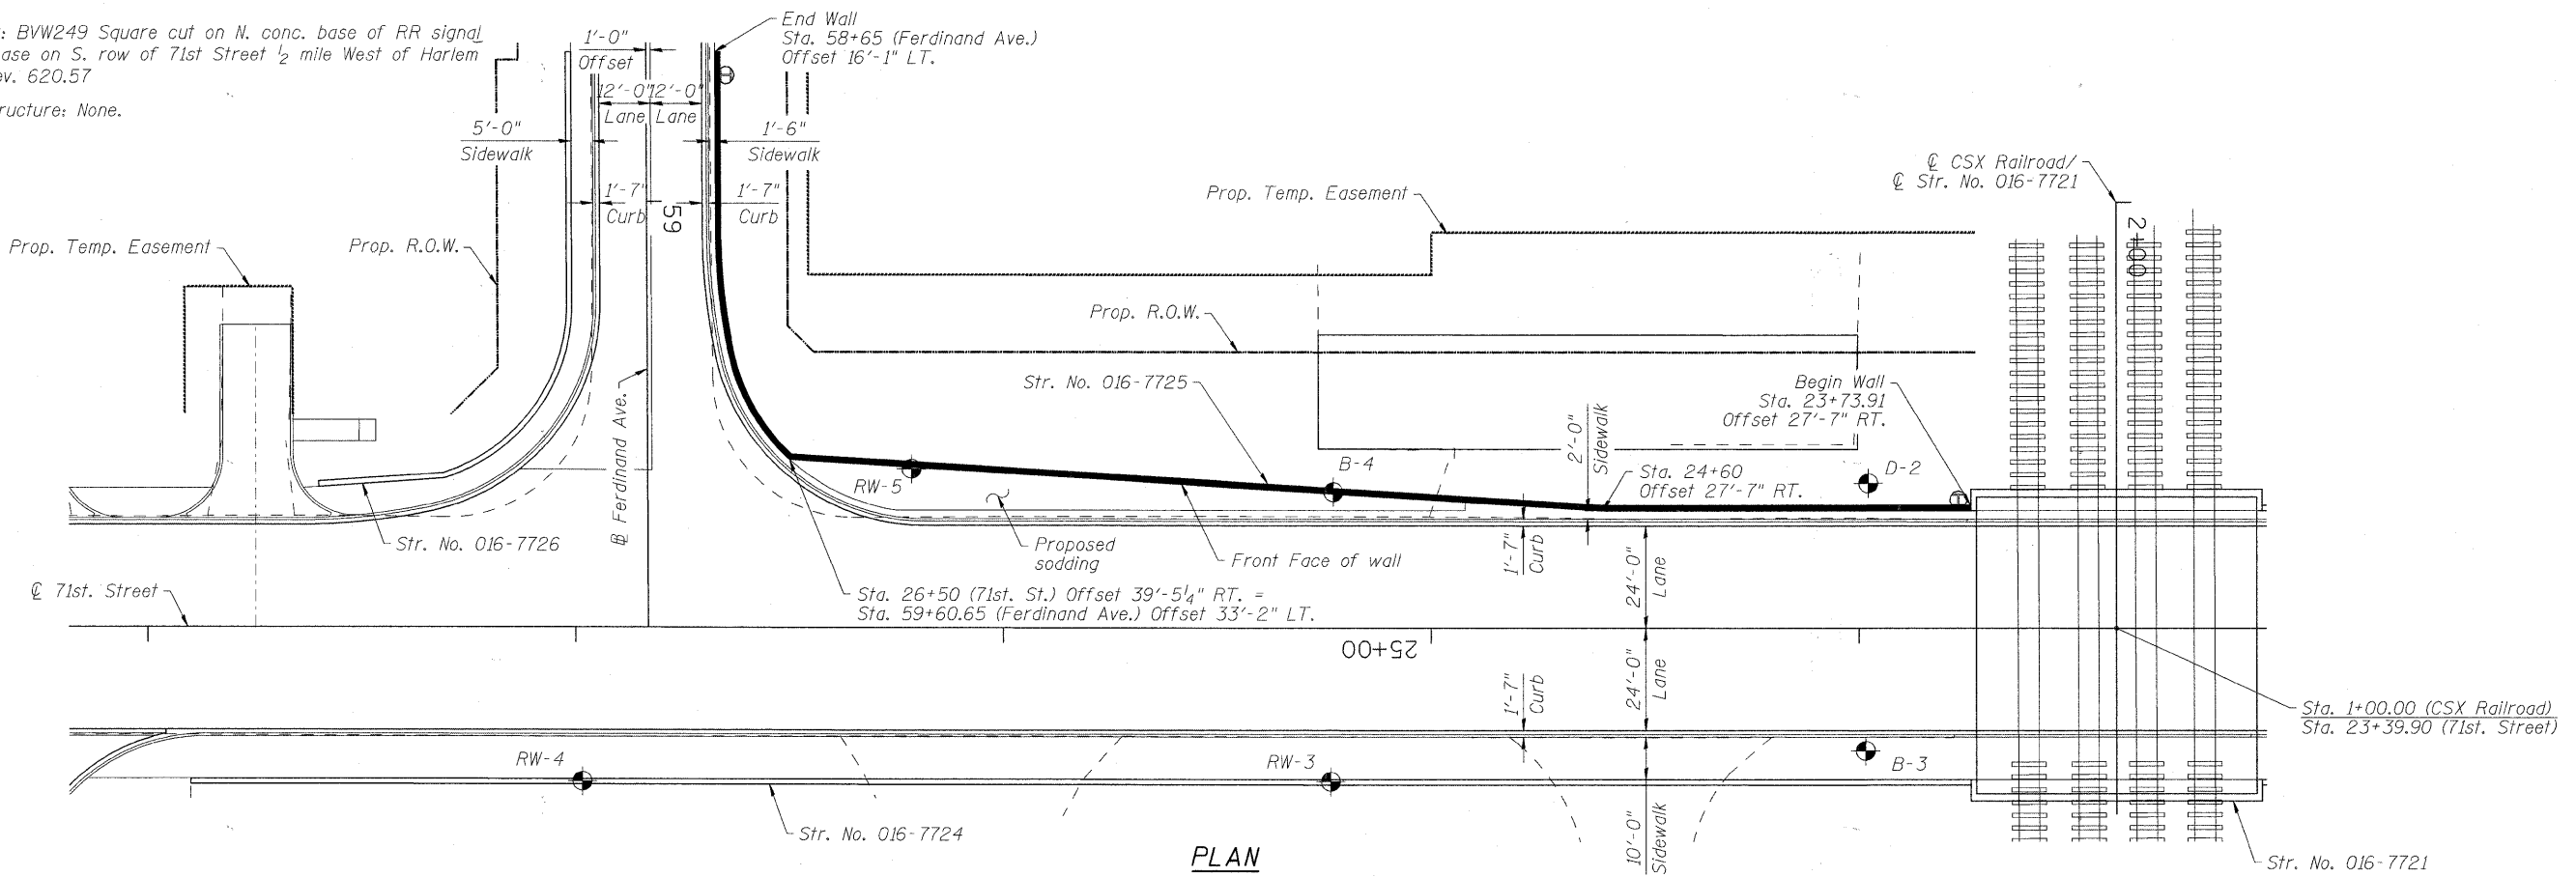 : BVW249 Square cut on N. conc. base of RR signal
ase on S. row of 71st Street ½ mile West of Harlem
ev. 620.57
ructure: None.
1'-0"
Offset
End Wall
Sta. 58+65 (Ferdinand Ave.)
Offset 16'-1" LT.
12'-0"
Lane
12'-0"
Lane
5'-0"
Sidewalk
1'-6"
Sidewalk
1'-7"
Curb
1'-7"
Curb
59
℄ CSX Railroad/
℄ Str. No. 016-7721
2+00
Prop. Temp. Easement
Prop. Temp. Easement
Prop. R.O.W.
Prop. R.O.W.
Str. No. 016-7725
Begin Wall
Sta. 23+73.91
Offset 27'-7" RT.
2'-0"
Sidewalk
Ferdinand Ave.
RW-5
B-4
Sta. 24+60
Offset 27'-7" RT.
D-2
Str. No. 016-7726
Proposed
sodding
Front Face of wall
1'-7"
Curb
24'-0"
Lane
℄ 71st. Street
Sta. 26+50 (71st. St.) Offset 39'-5¼" RT. =
Sta. 59+60.65 (Ferdinand Ave.) Offset 33'-2" LT.
25+00
1'-7"
Curb
24'-0"
Lane
Sta. 1+00.00 (CSX Railroad)
Sta. 23+39.90 (71st. Street)
RW-4
RW-3
B-3
10'-0"
Sidewalk
Str. No. 016-7724
PLAN
Str. No. 016-7721